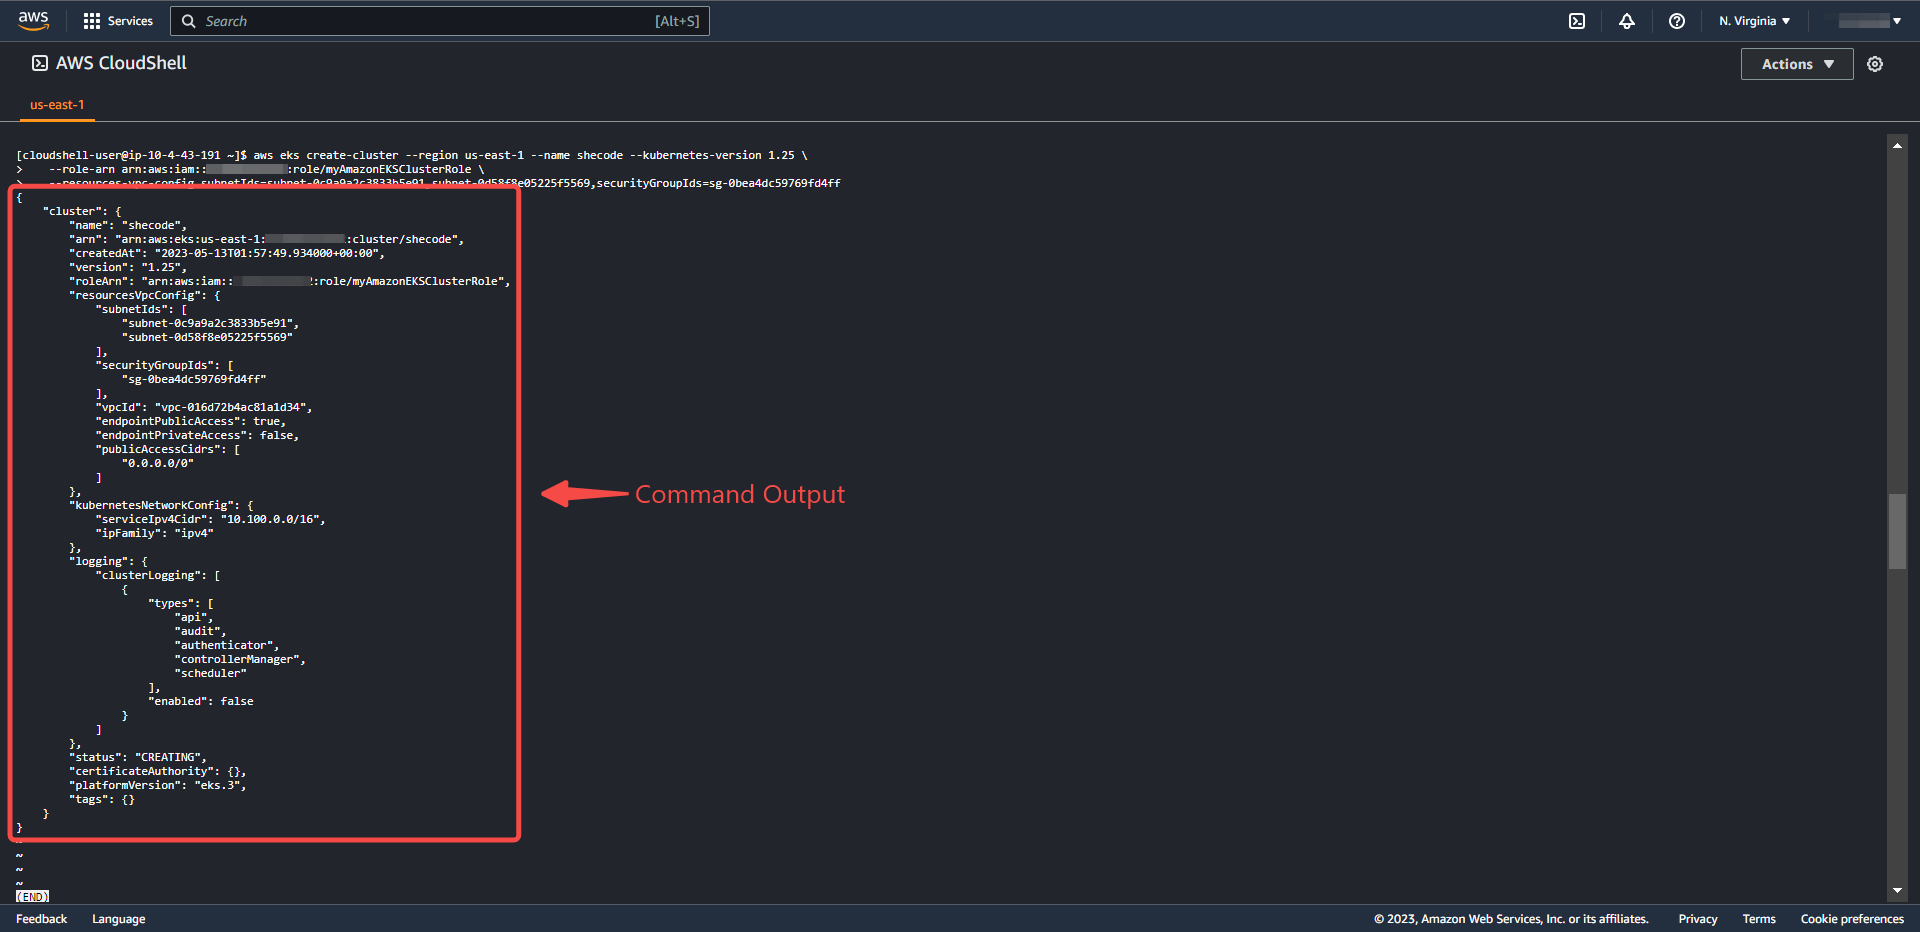 aws Services Search [Alt+S] N. Virginia
AWS CloudShell Actions
us-east-1
[cloudshell-user@ip-10-4-43-191 ~]$ aws eks create-cluster --region us-east-1 --name shecode --kubernetes-version 1.25 \
>    --role-arn arn:aws:iam:: :role/myAmazonEKSClusterRole \
>    --resources-vpc-config subnetIds=subnet-0c9a9a2c3833b5e91,subnet-0d58f8e05225f5569,securityGroupIds=sg-0bea4dc59769fd4ff
{
    "cluster": {
        "name": "shecode",
        "arn": "arn:aws:eks:us-east-1: :cluster/shecode",
        "createdAt": "2023-05-13T01:57:49.934000+00:00",
        "version": "1.25",
        "roleArn": "arn:aws:iam:: :role/myAmazonEKSClusterRole",
        "resourcesVpcConfig": {
            "subnetIds": [
                "subnet-0c9a9a2c3833b5e91",
                "subnet-0d58f8e05225f5569"
            ],
            "securityGroupIds": [
                "sg-0bea4dc59769fd4ff"
            ],
            "vpcId": "vpc-016d72b4ac81a1d34",
            "endpointPublicAccess": true,
            "endpointPrivateAccess": false,
            "publicAccessCidrs": [
                "0.0.0.0/0"
            ]
        },
        "kubernetesNetworkConfig": {
            "serviceIpv4Cidr": "10.100.0.0/16",
            "ipFamily": "ipv4"
        },
        "logging": {
            "clusterLogging": [
                {
                    "types": [
                        "api",
                        "audit",
                        "authenticator",
                        "controllerManager",
                        "scheduler"
                    ],
                    "enabled": false
                }
            ]
        },
        "status": "CREATING",
        "certificateAuthority": {},
        "platformVersion": "eks.3",
        "tags": {}
    }
}
~
~
~
~
(END)
Command Output
Feedback Language © 2023, Amazon Web Services, Inc. or its affiliates. Privacy Terms Cookie preferences